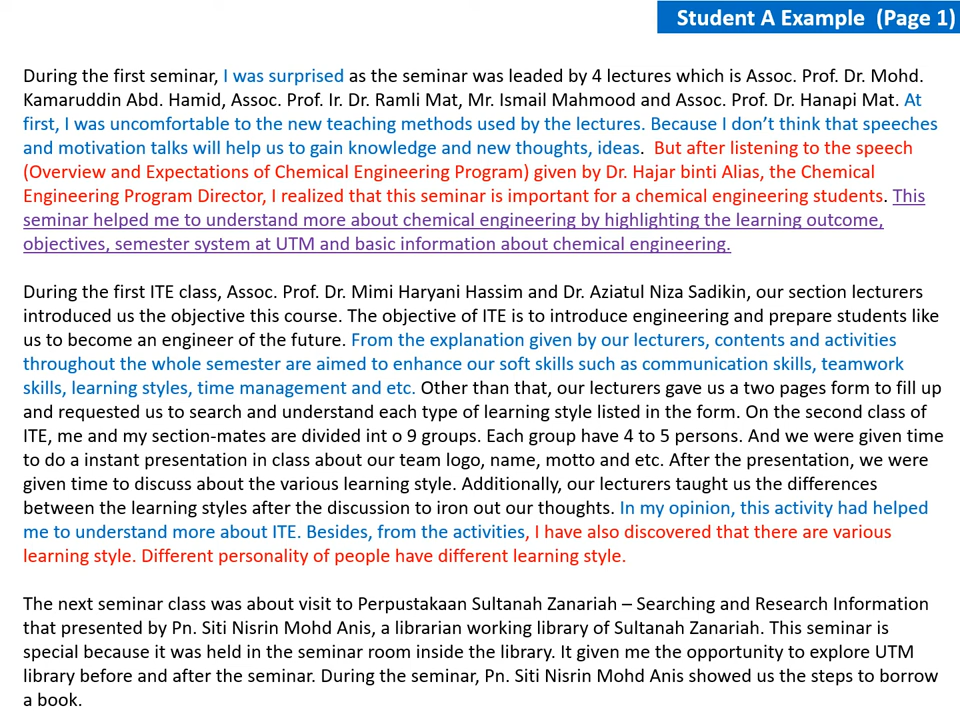 Student A Example  (Page 1)
During the first seminar, I was surprised as the seminar was leaded by 4 lectures which is Assoc. Prof. Dr. Mohd.
Kamaruddin Abd. Hamid, Assoc. Prof. Ir. Dr. Ramli Mat, Mr. Ismail Mahmood and Assoc. Prof. Dr. Hanapi Mat. At
first, I was uncomfortable to the new teaching methods used by the lectures. Because I don’t think that speeches
and motivation talks will help us to gain knowledge and new thoughts, ideas.  But after listening to the speech
(Overview and Expectations of Chemical Engineering Program) given by Dr. Hajar binti Alias, the Chemical
Engineering Program Director, I realized that this seminar is important for a chemical engineering students. This
seminar helped me to understand more about chemical engineering by highlighting the learning outcome,
objectives, semester system at UTM and basic information about chemical engineering.
During the first ITE class, Assoc. Prof. Dr. Mimi Haryani Hassim and Dr. Aziatul Niza Sadikin, our section lecturers
introduced us the objective this course. The objective of ITE is to introduce engineering and prepare students like
us to become an engineer of the future. From the explanation given by our lecturers, contents and activities
throughout the whole semester are aimed to enhance our soft skills such as communication skills, teamwork
skills, learning styles, time management and etc. Other than that, our lecturers gave us a two pages form to fill up
and requested us to search and understand each type of learning style listed in the form. On the second class of
ITE, me and my section-mates are divided int o 9 groups. Each group have 4 to 5 persons. And we were given time
to do a instant presentation in class about our team logo, name, motto and etc. After the presentation, we were
given time to discuss about the various learning style. Additionally, our lecturers taught us the differences
between the learning styles after the discussion to iron out our thoughts. In my opinion, this activity had helped
me to understand more about ITE. Besides, from the activities, I have also discovered that there are various
learning style. Different personality of people have different learning style.
The next seminar class was about visit to Perpustakaan Sultanah Zanariah – Searching and Research Information
that presented by Pn. Siti Nisrin Mohd Anis, a librarian working library of Sultanah Zanariah. This seminar is
special because it was held in the seminar room inside the library. It given me the opportunity to explore UTM
library before and after the seminar. During the seminar, Pn. Siti Nisrin Mohd Anis showed us the steps to borrow
a book.